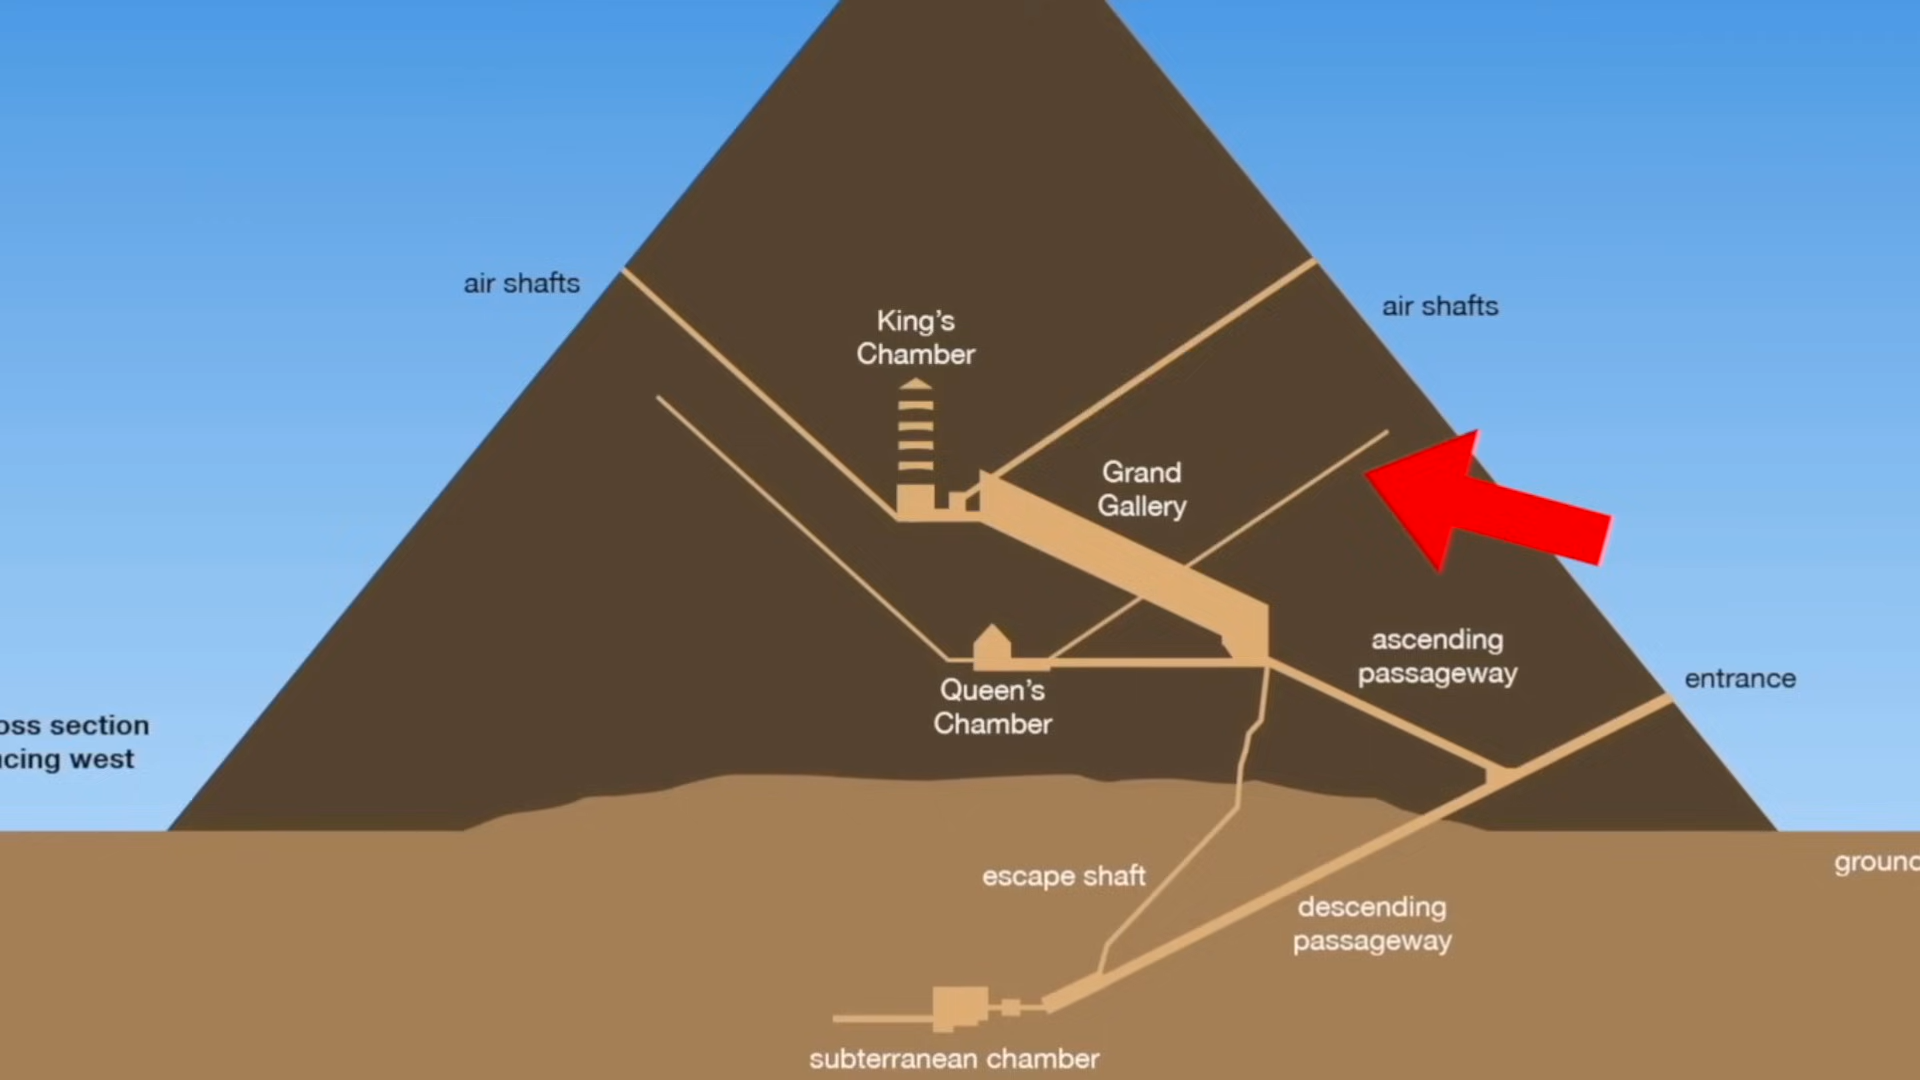 air shafts
King's
Chamber
air shafts
Grand
Gallery
ascending
passageway
entrance
Queen's
Chamber
oss section
cing west
ground
escape shaft
descending
passageway
subterranean chamber